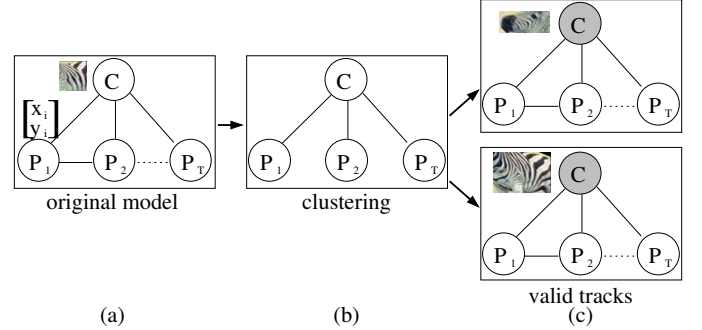 C
[x_i
y_i]
P_1 P_2 P_T
original model
(a)
C
P_1 P_2 P_T
clustering
(b)
C
P_1 P_2 P_T
C
P_1 P_2 P_T
valid tracks
(c)